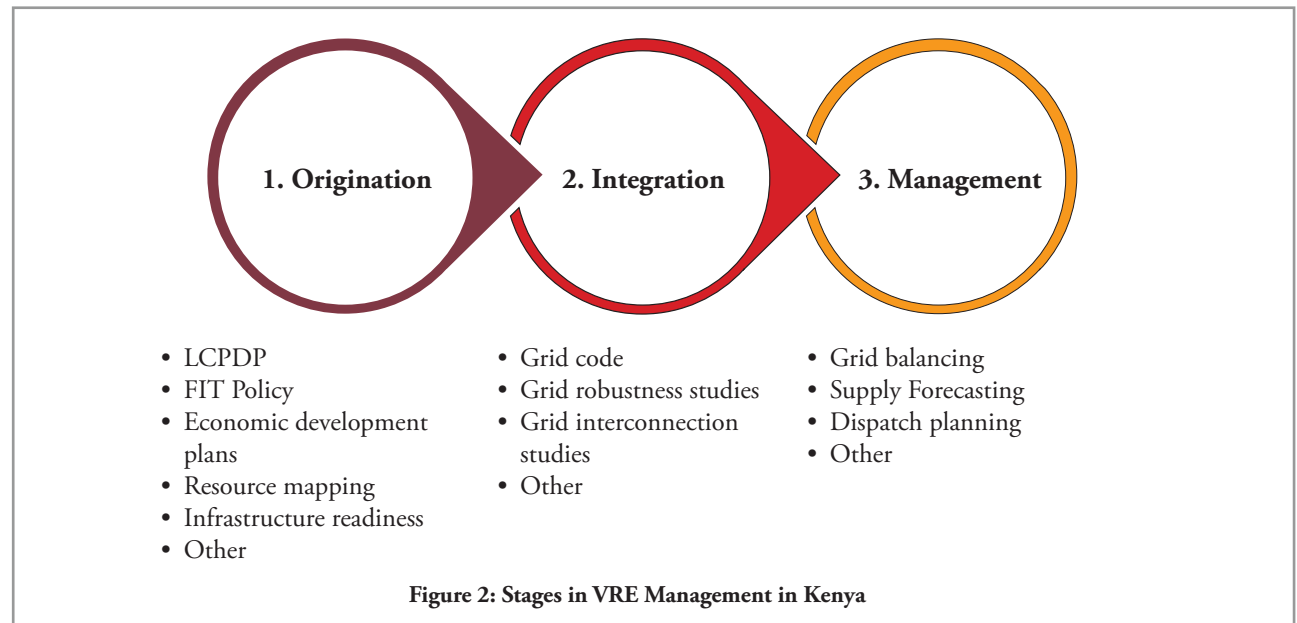 1. Origination
2. Integration
3. Management
• LCPDP
• FIT Policy
• Economic development
plans
• Resource mapping
• Infrastructure readiness
• Other
• Grid code
• Grid robustness studies
• Grid interconnection
studies
• Other
• Grid balancing
• Supply Forecasting
• Dispatch planning
• Other
Figure 2: Stages in VRE Management in Kenya